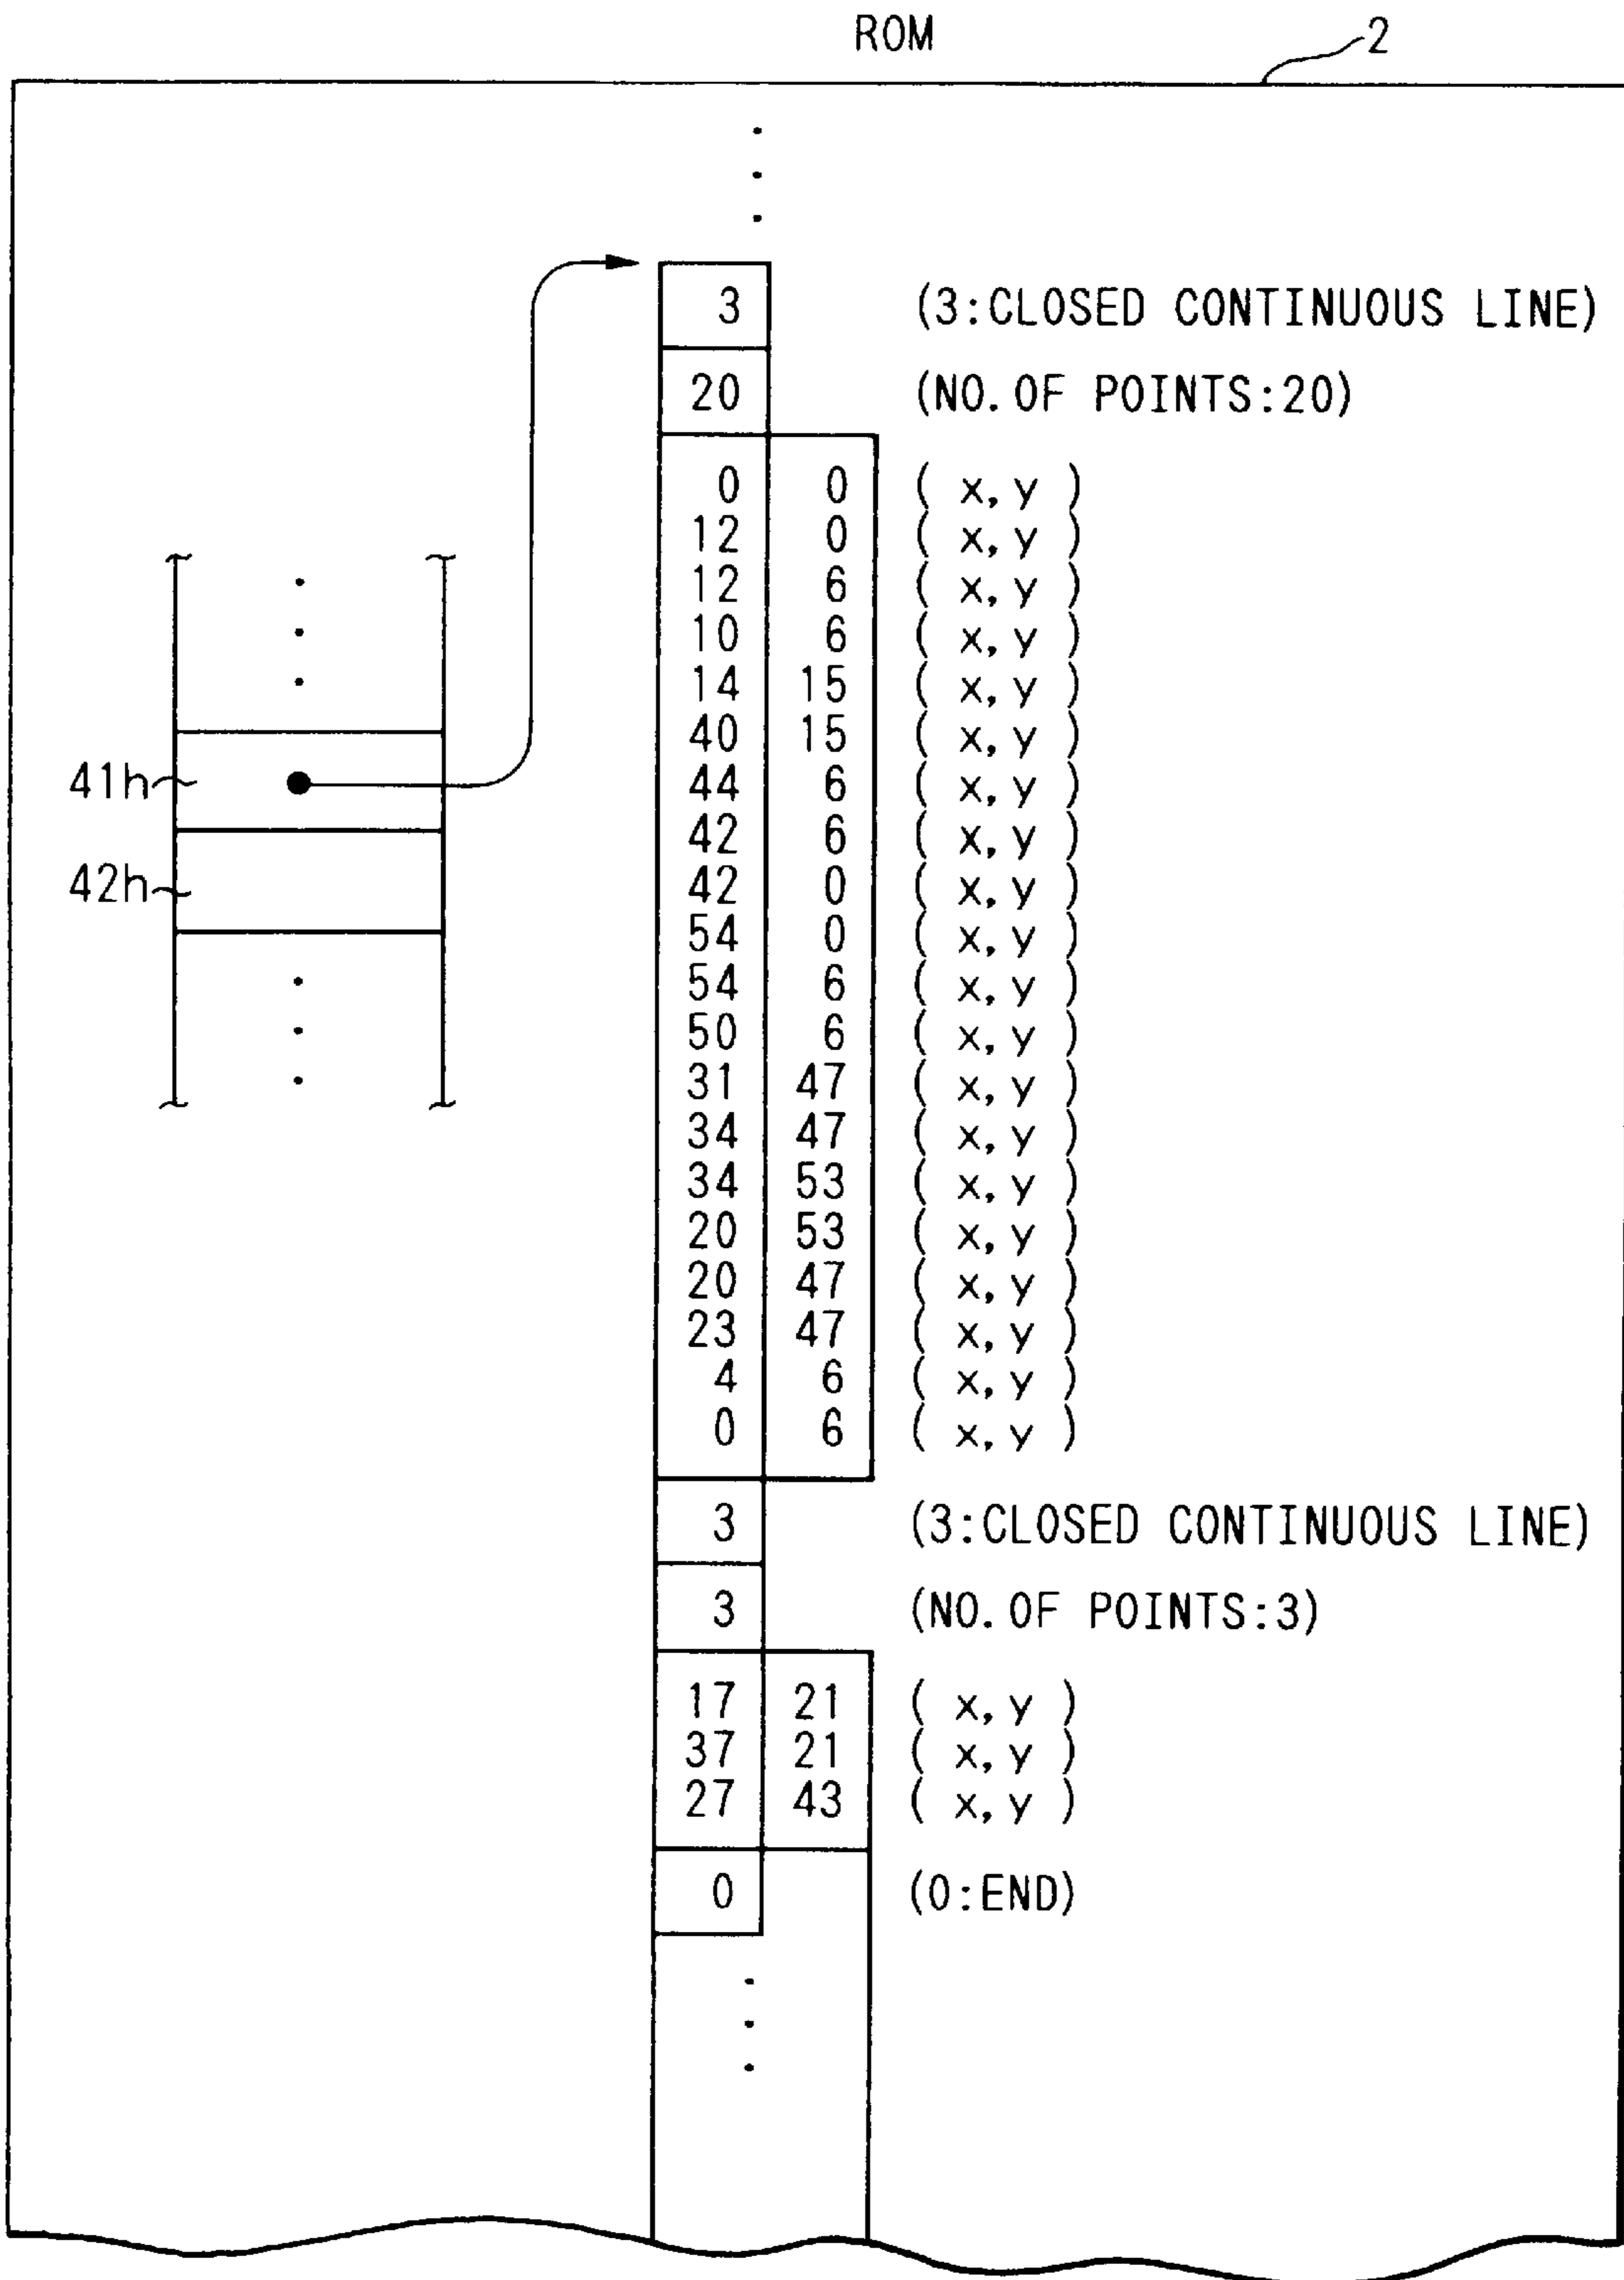 ROM
2
3 (3:CLOSED CONTINUOUS LINE)
20 (NO.OF POINTS:20)
0 0 ( x,y )
12 0 ( x,y )
12 6 ( x,y )
10 6 ( x,y )
14 15 ( x,y )
40 15 ( x,y )
41h 44 6 ( x,y )
42 6 ( x,y )
42h 42 0 ( x,y )
54 0 ( x,y )
54 6 ( x,y )
50 6 ( x,y )
31 47 ( x,y )
34 47 ( x,y )
34 53 ( x,y )
20 53 ( x,y )
20 47 ( x,y )
23 47 ( x,y )
4 6 ( x,y )
0 6 ( x,y )
3 (3:CLOSED CONTINUOUS LINE)
3 (NO.OF POINTS:3)
17 21 ( x,y )
37 21 ( x,y )
27 43 ( x,y )
0 (0:END)